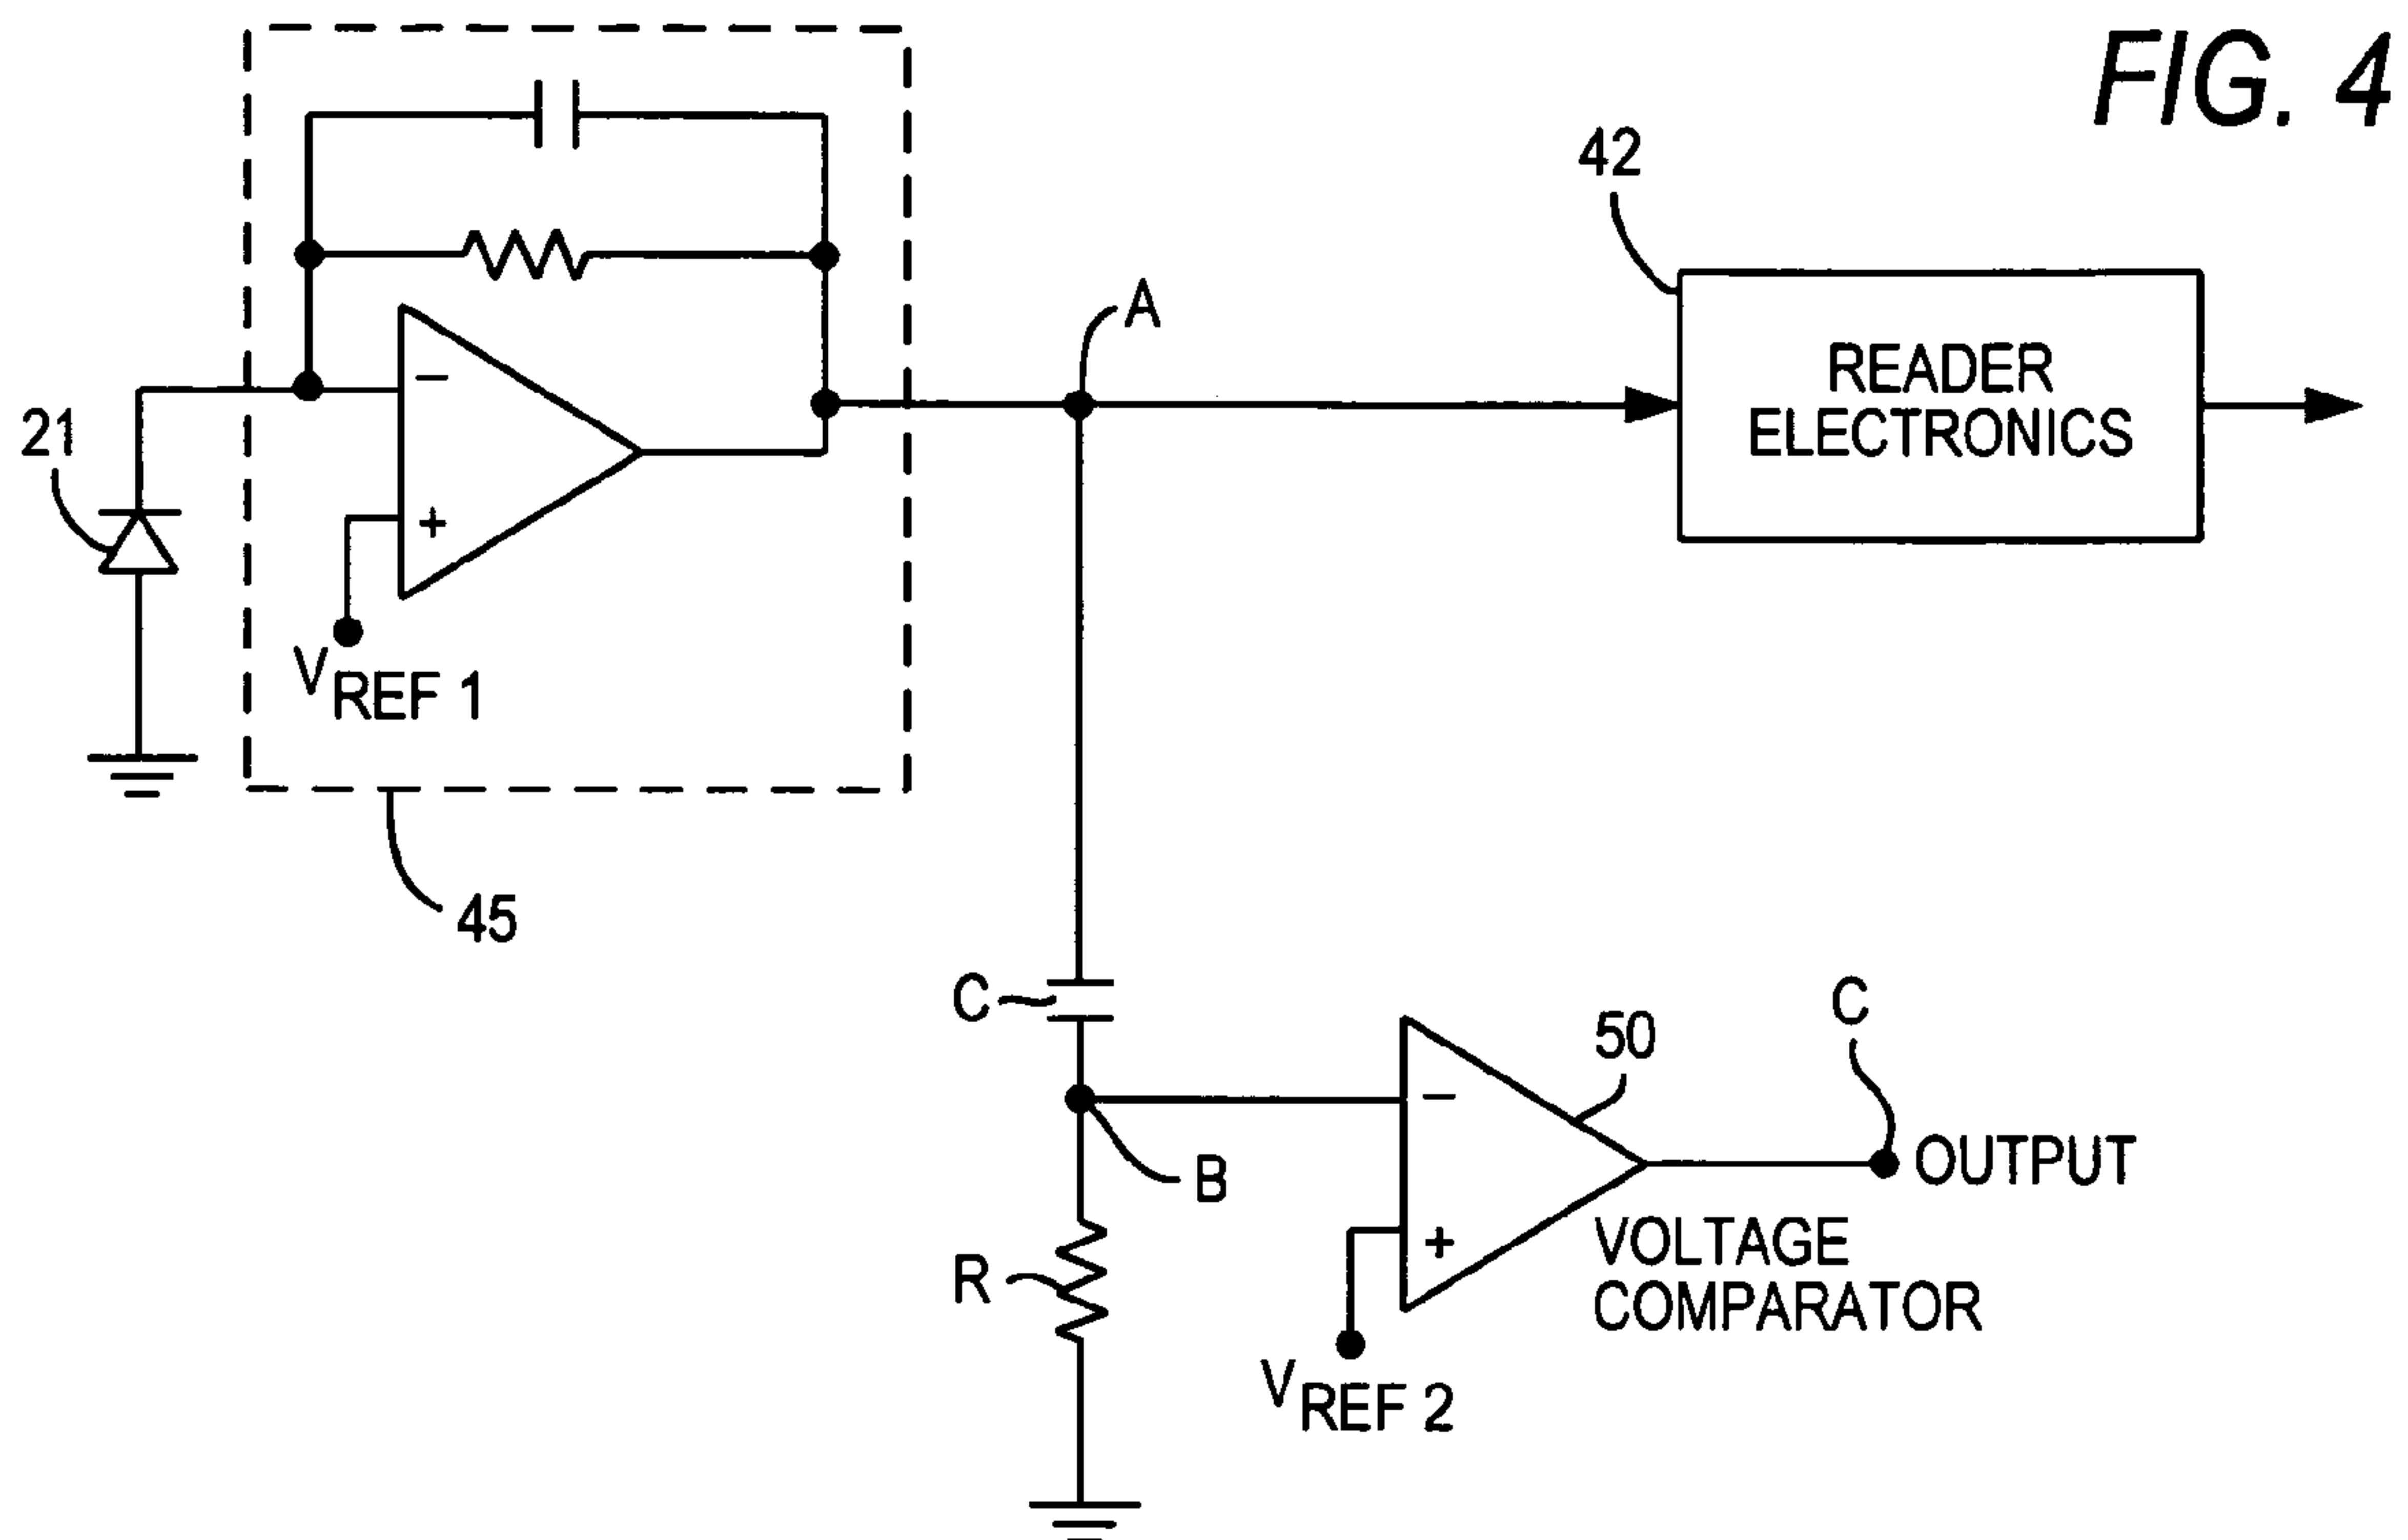 FIG. 4
42
A
READER
ELECTRONICS
21
−
+
V REF 1
45
C
C
50
−
B
OUTPUT
+
R
VOLTAGE
COMPARATOR
V REF 2